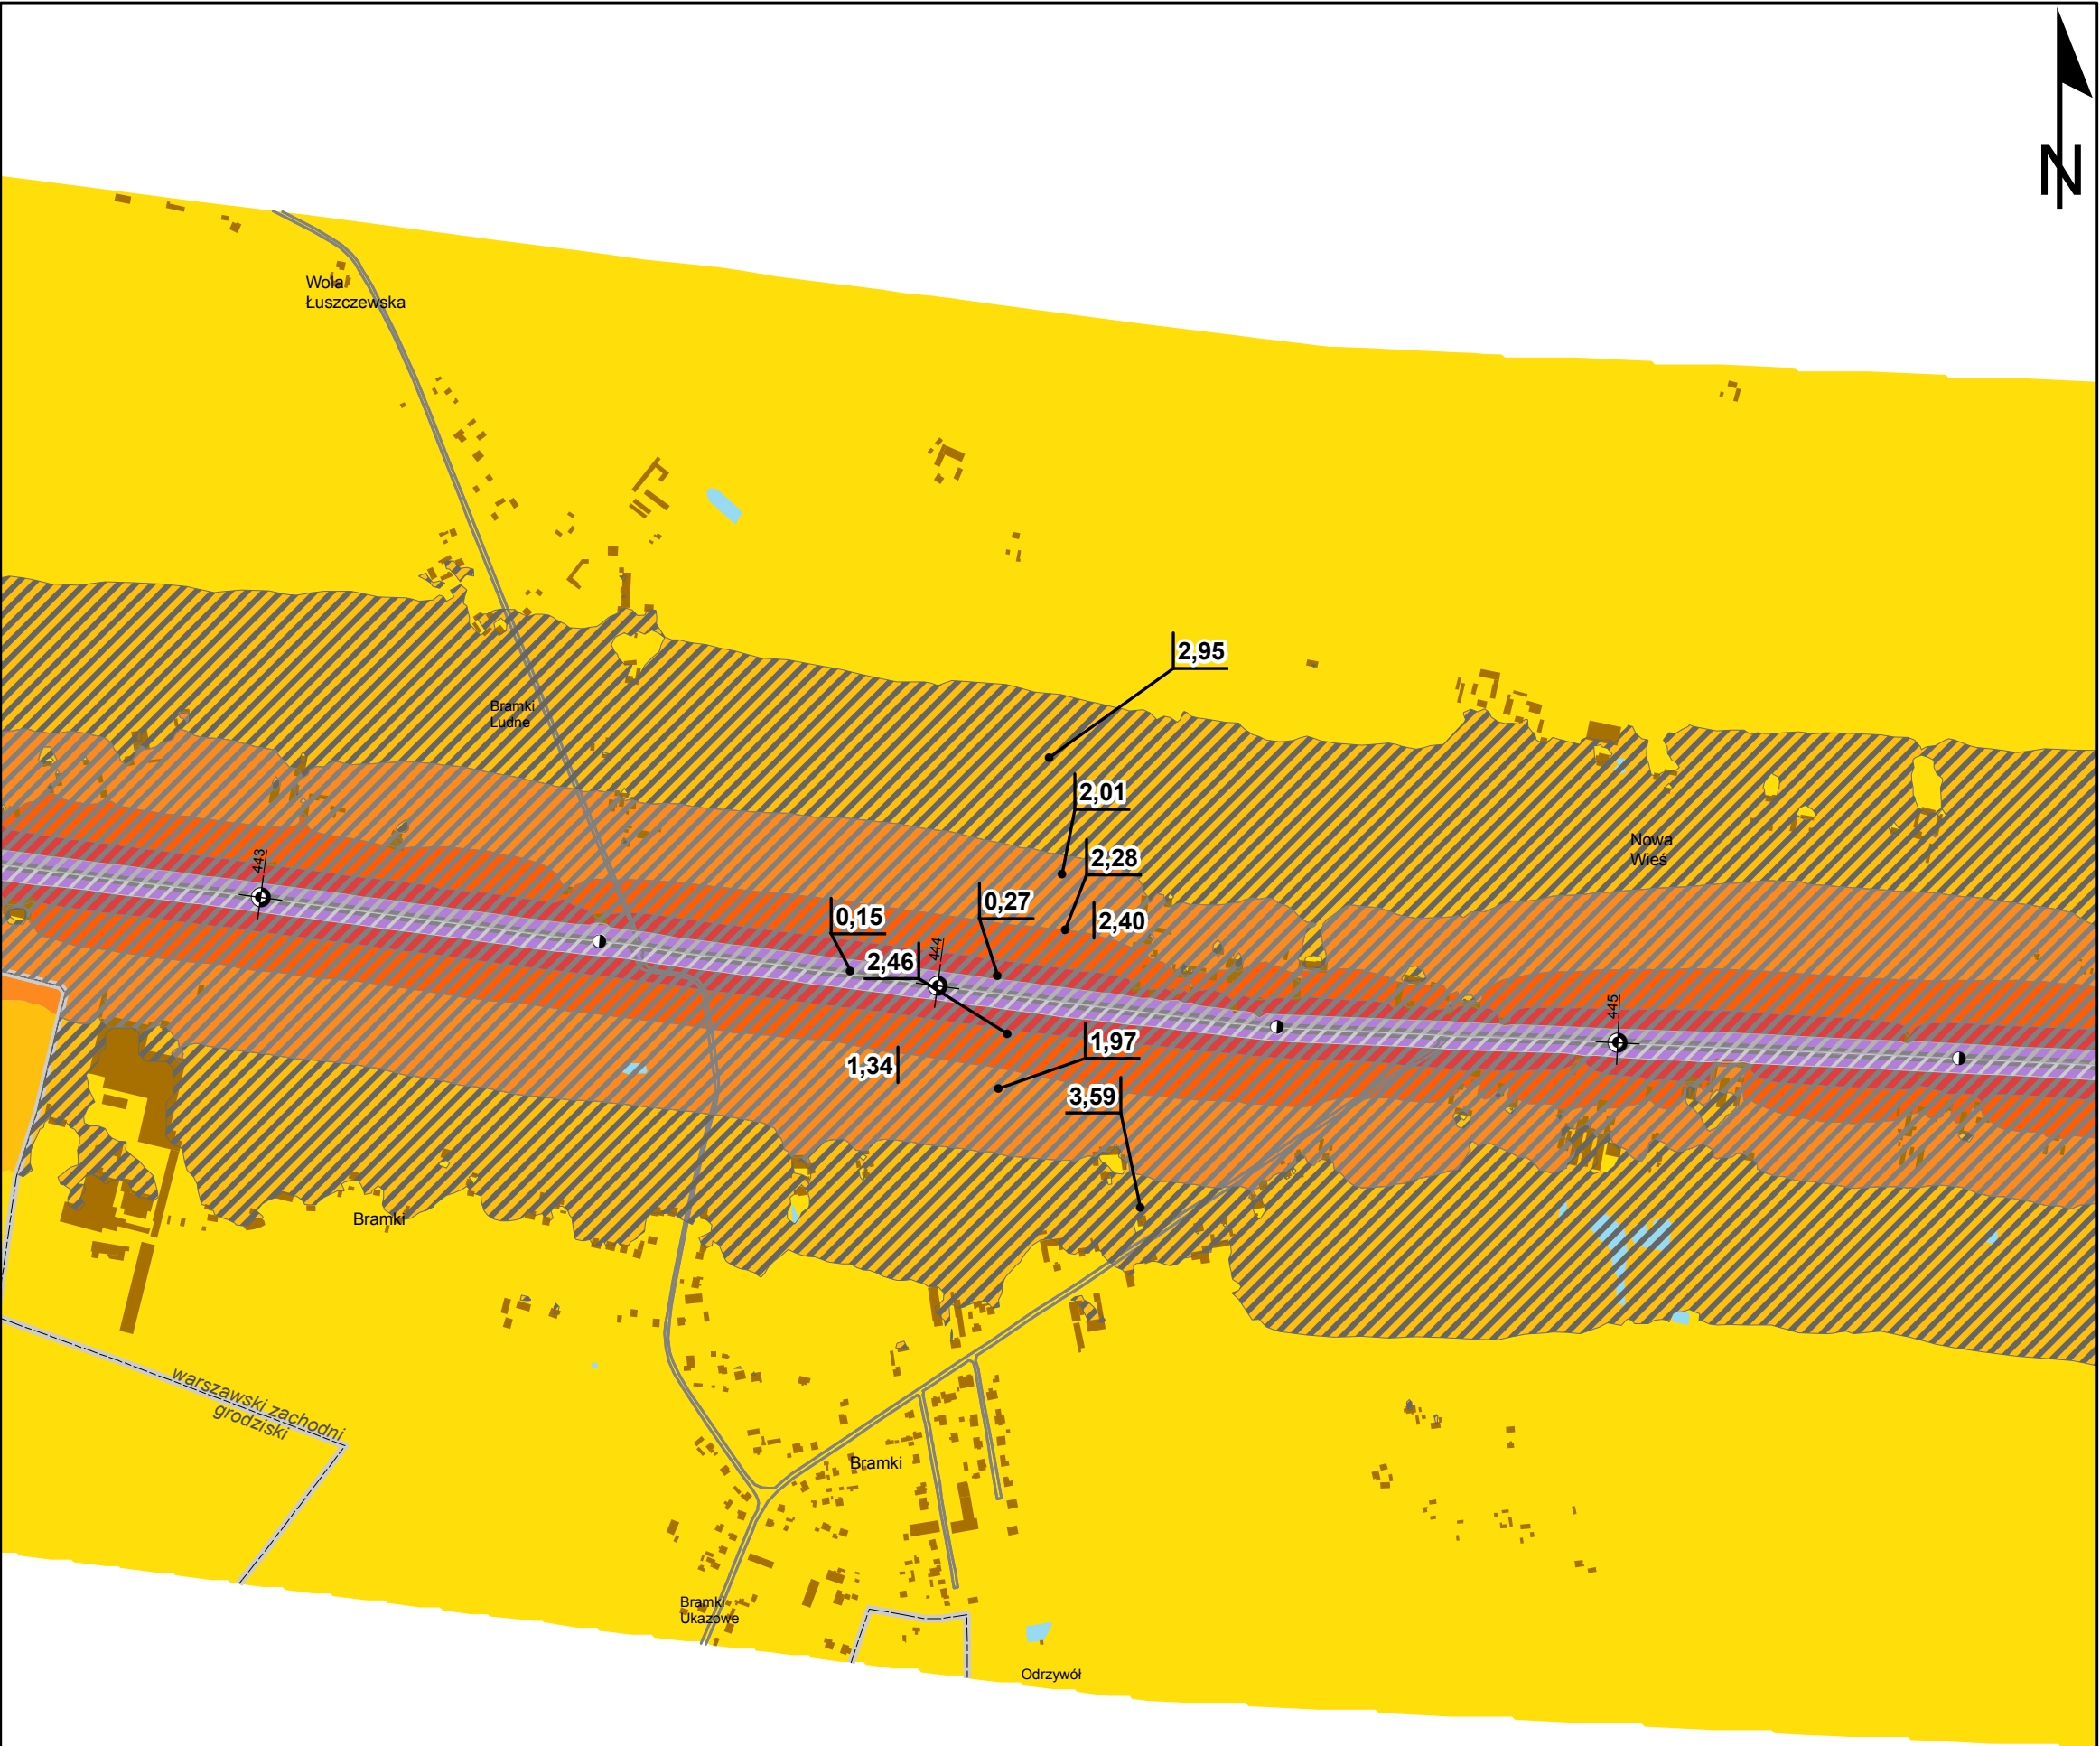 N
Wola
Łuszczewska
2,95
Bramki
Ludne
2,01
Nowa
Wieś
2,28
443
0,27
0,15
2,40
444
2,46
445
1,97
1,34
3,59
Bramki
warszawski zachodni
grodziski
Bramki
Bramki
Ukazowe
Odrzywół